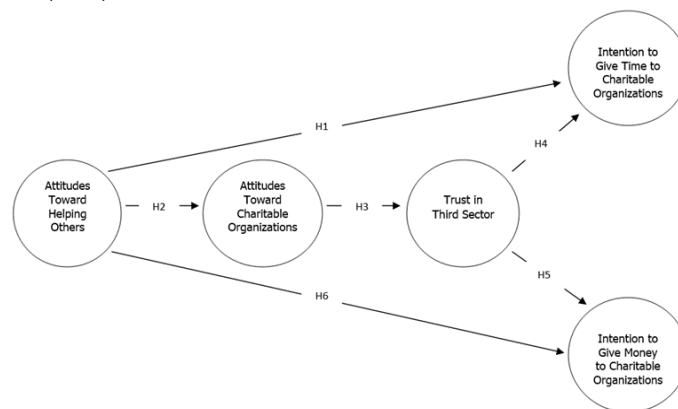 Intention to
Give Time to
Charitable
Organizations
H1
H4
Attitudes
Toward
Helping
Others
H2
Attitudes
Toward
Charitable
Organizations
H3
Trust in
Third Sector
H5
H6
Intention to
Give Money
to Charitable
Organizations